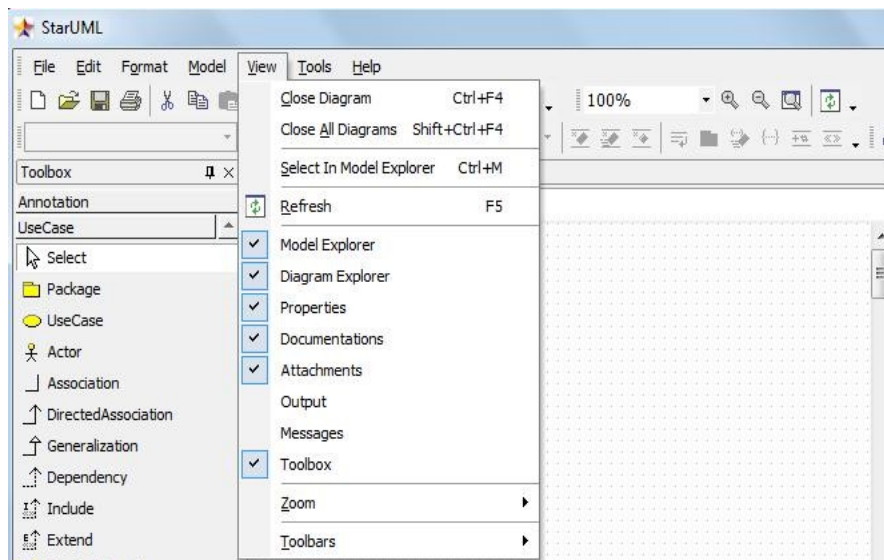 StarUML
File Edit Format Model View Tools Help
100%
Toolbox
Annotation
UseCase
Select
Package
UseCase
Actor
Association
DirectedAssociation
Generalization
Dependency
Include
Extend
Close Diagram Ctrl+F4
Close All Diagrams Shift+Ctrl+F4
Select In Model Explorer Ctrl+M
Refresh F5
Model Explorer
Diagram Explorer
Properties
Documentations
Attachments
Output
Messages
Toolbox
Zoom
Toolbars